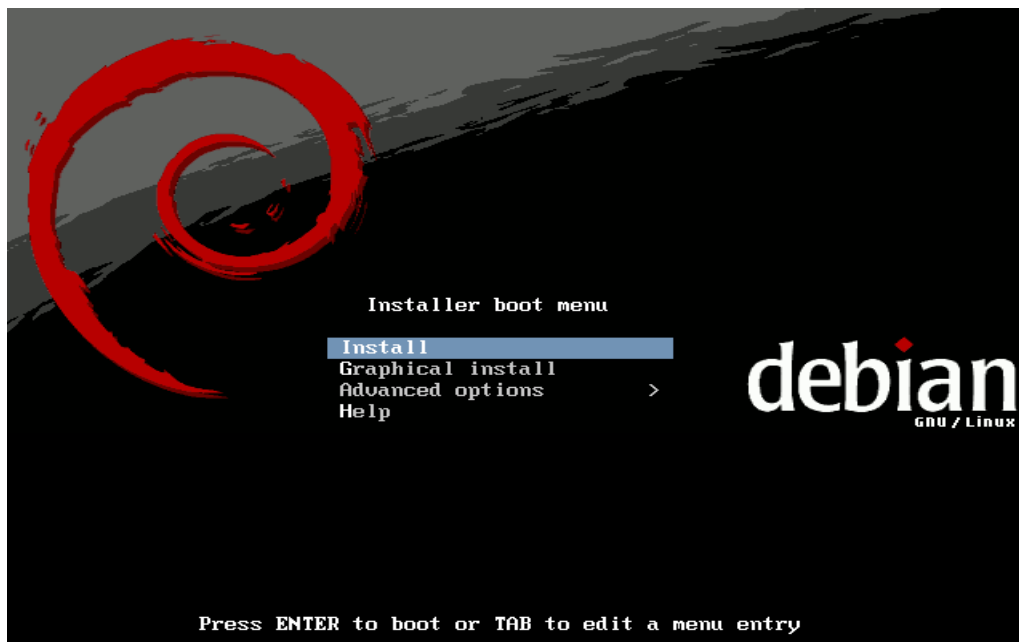 Installer boot menu
Install
Graphical install
Advanced options >
Help
debian
GNU/Linux
Press ENTER to boot or TAB to edit a menu entry